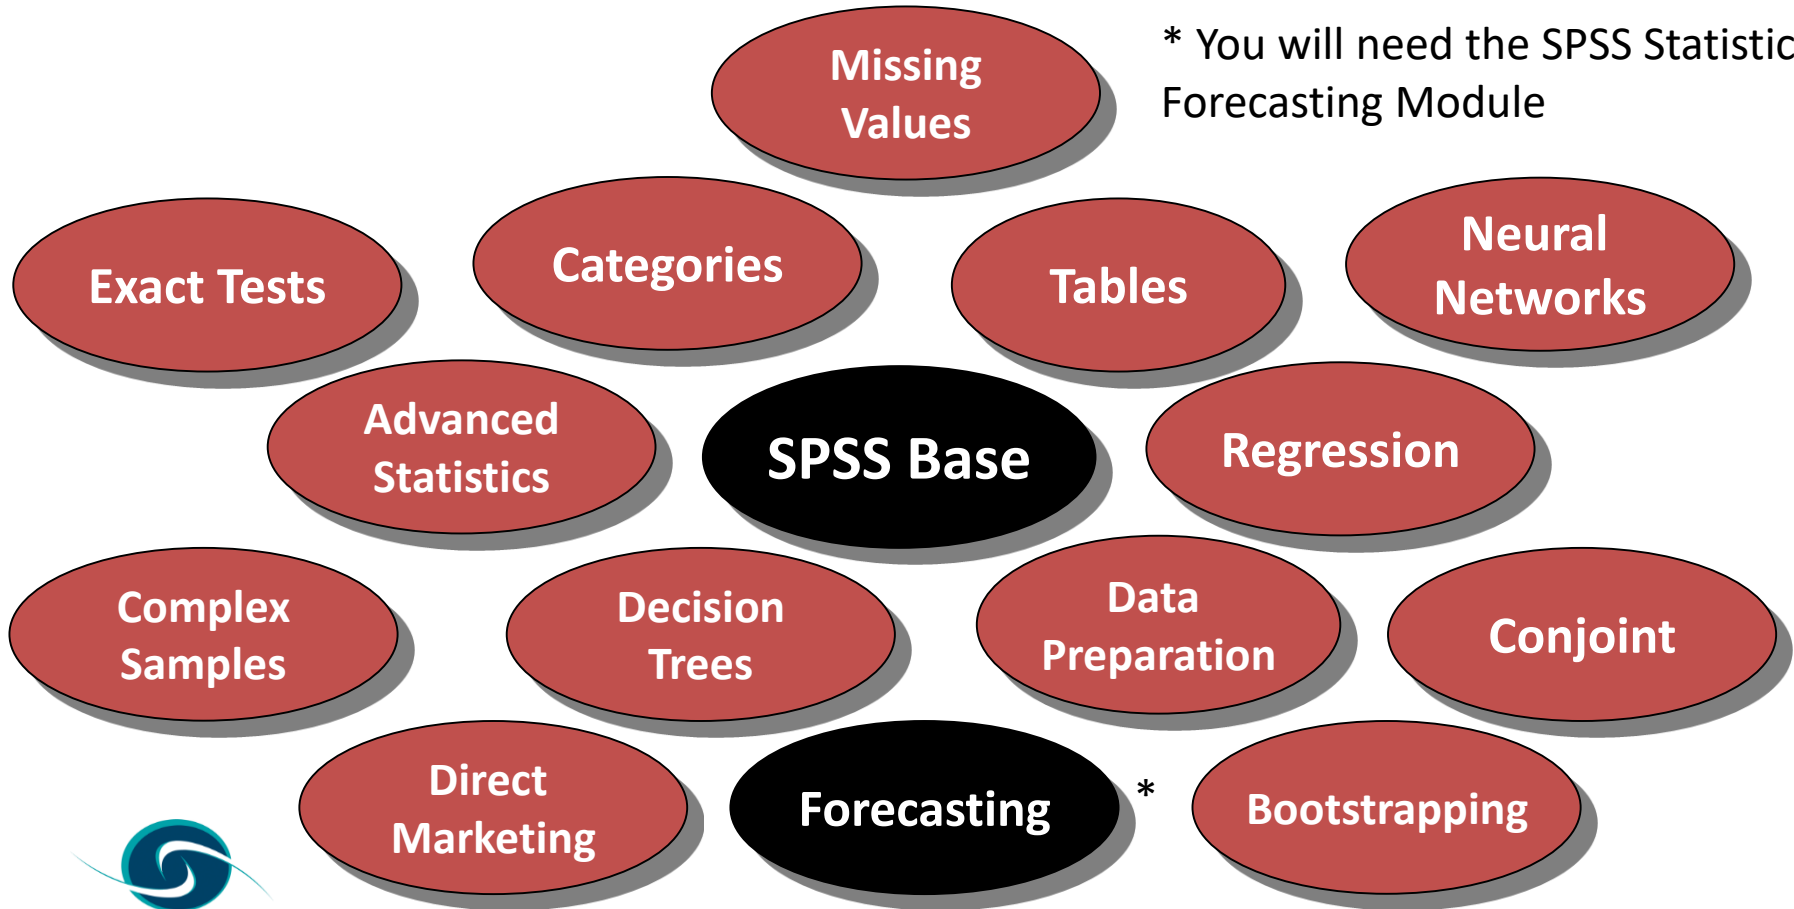 Missing
Values
* You will need the SPSS Statistic
Forecasting Module
Exact Tests
Categories
Tables
Neural
Networks
Advanced
Statistics
SPSS Base
Regression
Complex
Samples
Decision
Trees
Data
Preparation
Conjoint
Direct
Marketing
Forecasting
*
Bootstrapping